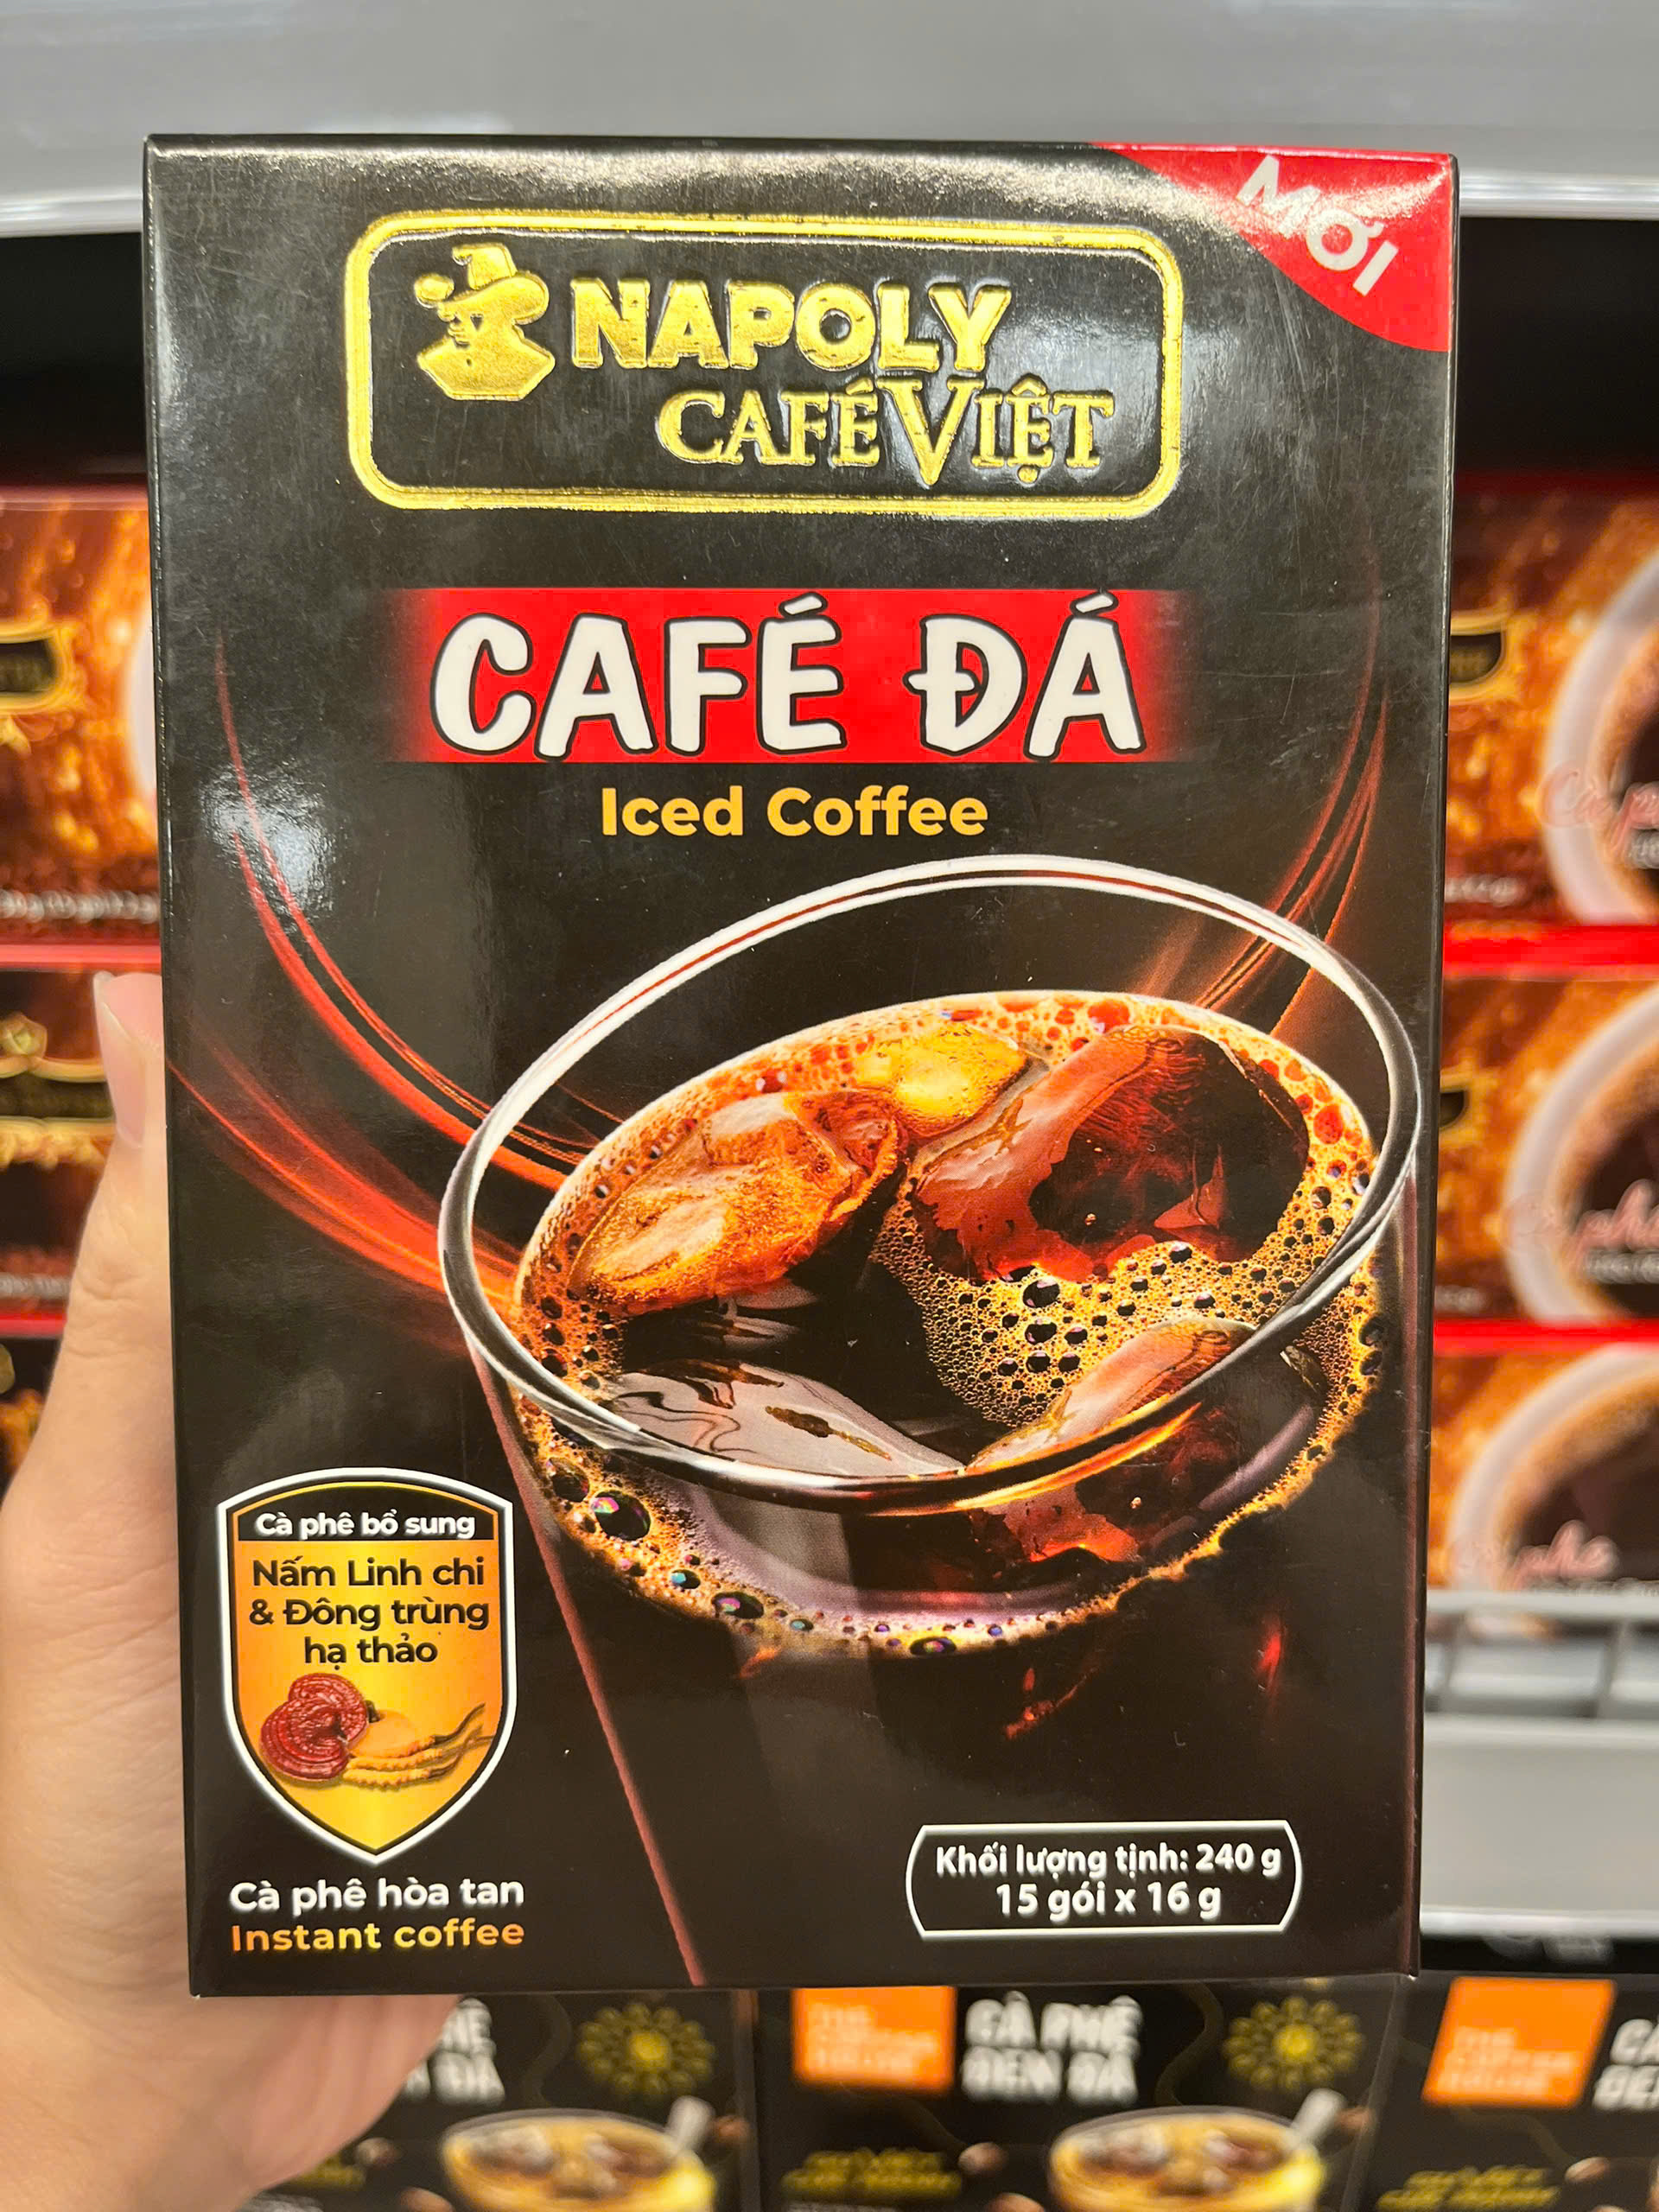 MỚI
NAPOLY
CAFÉ VIỆT
CAFÉ ĐÁ
Iced Coffee
Cà phê bổ sung
Nấm Linh chi
& Đông trùng
hạ thảo
Cà phê hòa tan
Instant coffee
Khối lượng tịnh: 240 g
15 gói x 16 g
CÀ PHÊ
ĐEN ĐÁ